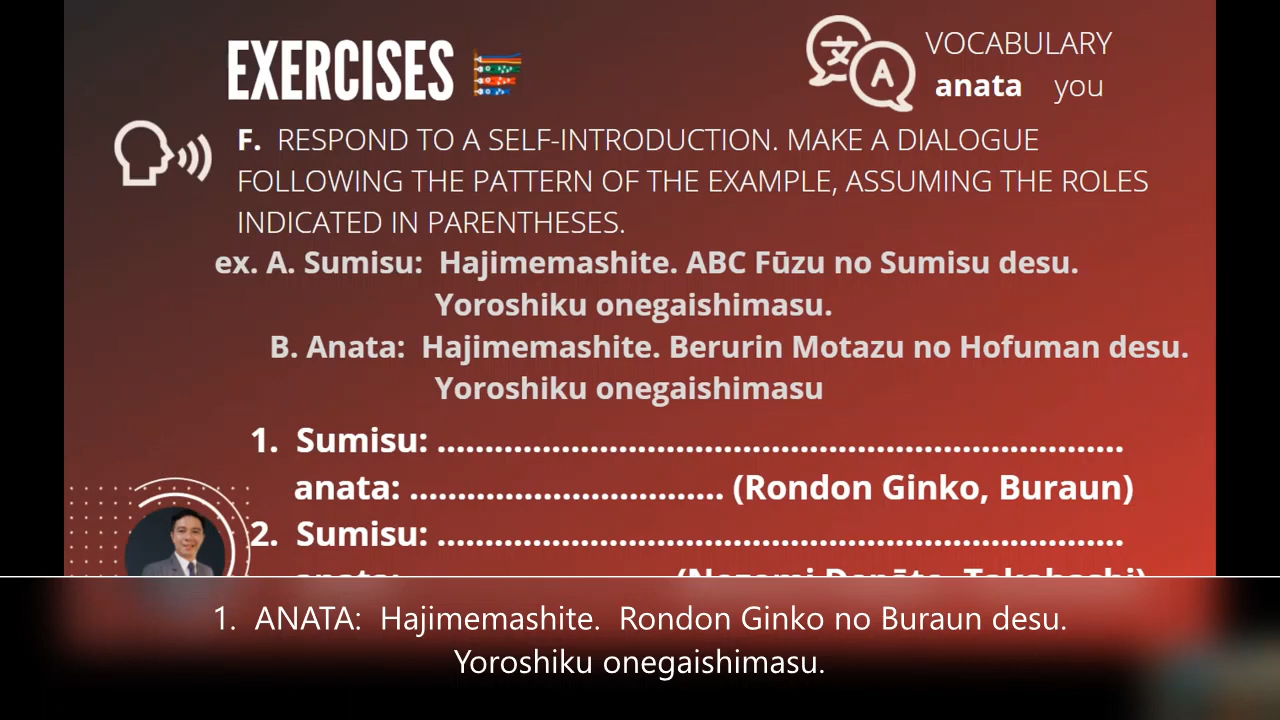 EXERCISES
VOCABULARY
anata you
F. RESPOND TO A SELF-INTRODUCTION. MAKE A DIALOGUE
FOLLOWING THE PATTERN OF THE EXAMPLE, ASSUMING THE ROLES
INDICATED IN PARENTHESES.
ex. A. Sumisu: Hajimemashite. ABC Fūzu no Sumisu desu.
Yoroshiku onegaishimasu.
B. Anata: Hajimemashite. Berurin Motazu no Hofuman desu.
Yoroshiku onegaishimasu
1. Sumisu: ......................................................................
anata: ................................. (Rondon Ginko, Buraun)
2. Sumisu: ......................................................................
1. ANATA: Hajimemashite. Rondon Ginko no Buraun desu.
Yoroshiku onegaishimasu.